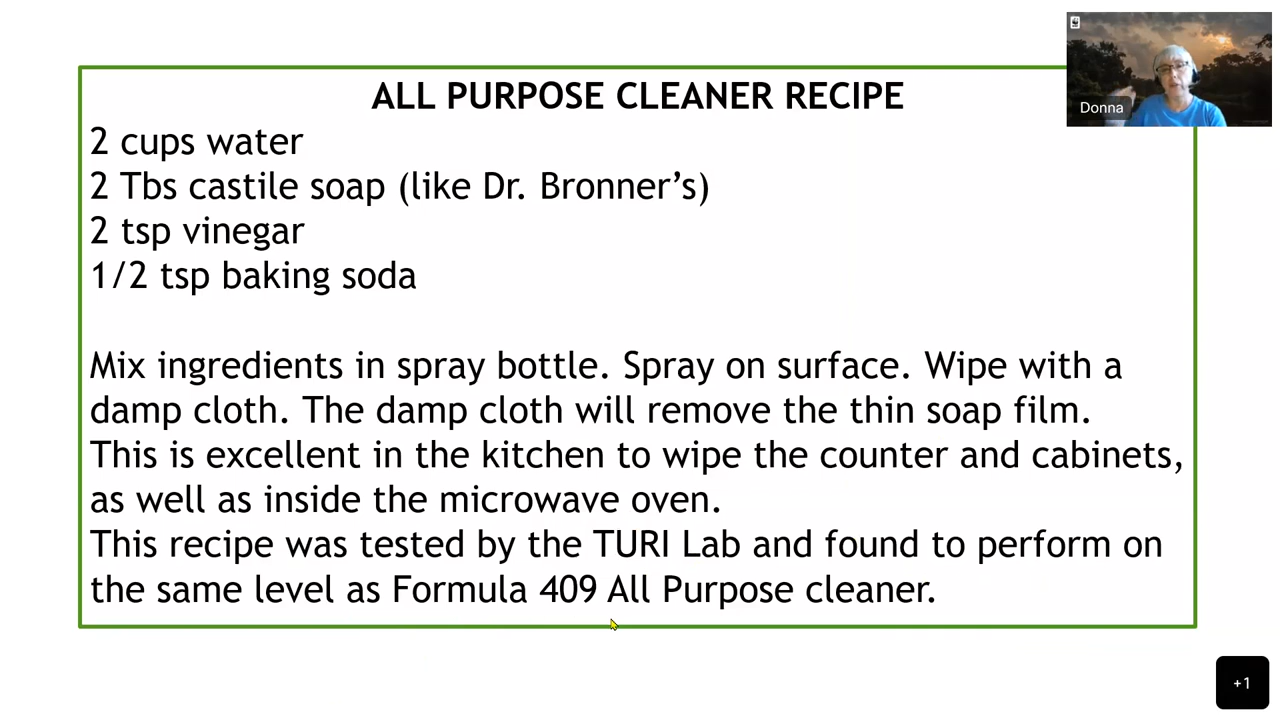 ALL PURPOSE CLEANER RECIPE
2 cups water
2 Tbs castile soap (like Dr. Bronner’s)
2 tsp vinegar
1/2 tsp baking soda
Mix ingredients in spray bottle. Spray on surface. Wipe with a
damp cloth. The damp cloth will remove the thin soap film.
This is excellent in the kitchen to wipe the counter and cabinets,
as well as inside the microwave oven.
This recipe was tested by the TURI Lab and found to perform on
the same level as Formula 409 All Purpose cleaner.
Donna
+1